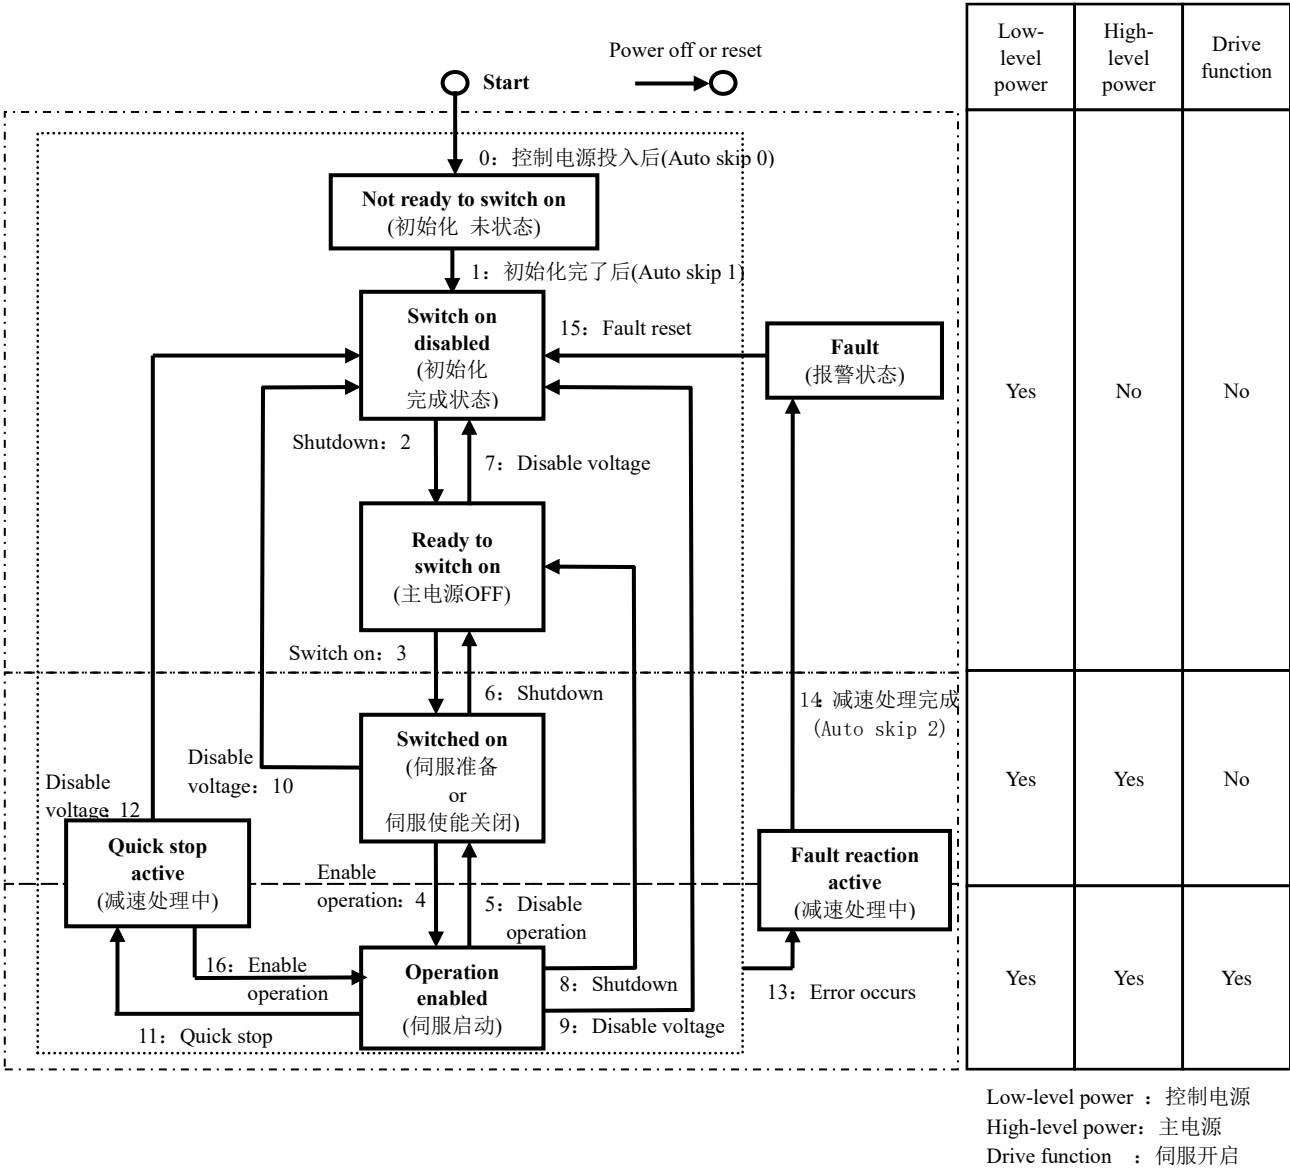 Power off or reset
Start
Low-
level
power
High-
level
power
Drive
function
0：控制电源投入后(Auto skip 0)
Not ready to switch on
(初始化 未状态)
1：初始化完了后(Auto skip 1)
Switch on
disabled
(初始化
完成状态)
15：Fault reset
Fault
(报警状态)
Yes
No
No
Shutdown：2
7：Disable voltage
Ready to
switch on
(主电源OFF)
Switch on：3
6：Shutdown
14：减速处理完成
(Auto skip 2)
Switched on
(伺服准备
or
伺服使能关闭)
Disable
voltage：10
Disable
voltage：12
Yes
Yes
No
Quick stop
active
(减速处理中)
Fault reaction
active
(减速处理中)
Enable
operation：4
5：Disable
operation
16：Enable
operation
Operation
enabled
(伺服启动)
8：Shutdown
9：Disable voltage
13：Error occurs
11：Quick stop
Yes
Yes
Yes
Low-level power ：控制电源
High-level power：主电源
Drive function ：伺服开启